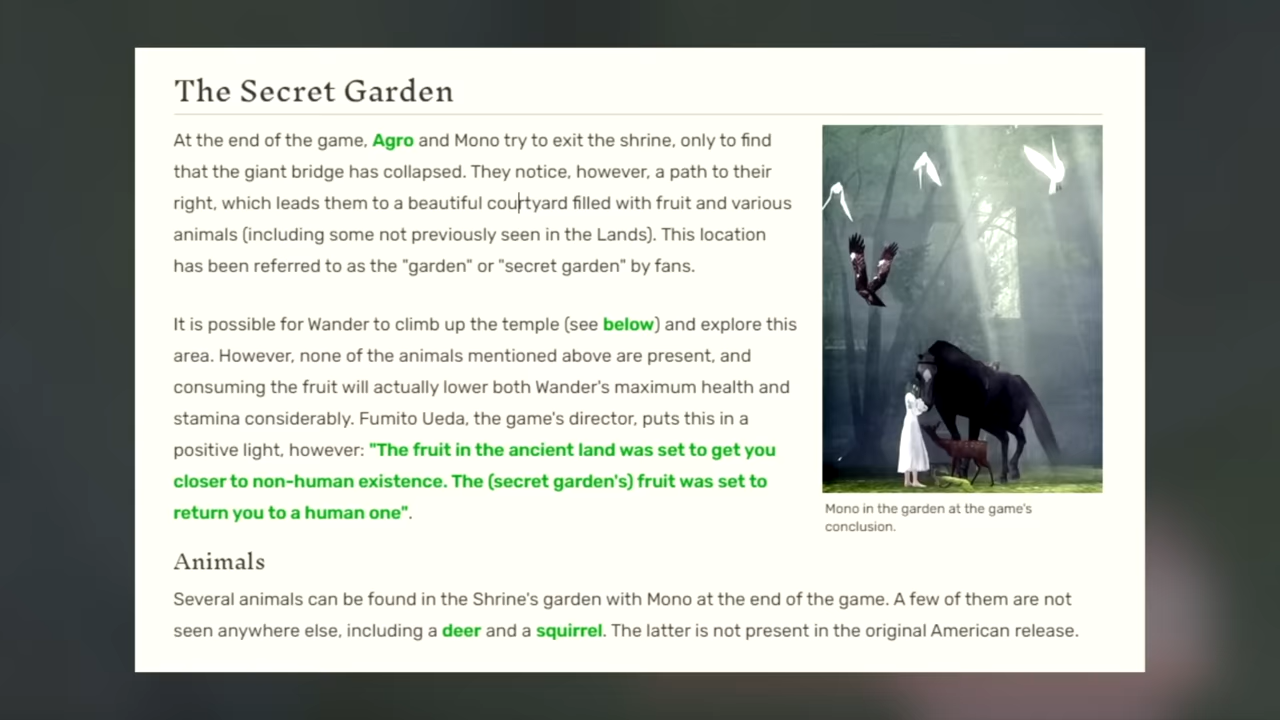 The Secret Garden
At the end of the game, Agro and Mono try to exit the shrine, only to find
that the giant bridge has collapsed. They notice, however, a path to their
right, which leads them to a beautiful courtyard filled with fruit and various
animals (including some not previously seen in the Lands). This location
has been referred to as the "garden" or "secret garden" by fans.
It is possible for Wander to climb up the temple (see below) and explore this
area. However, none of the animals mentioned above are present, and
consuming the fruit will actually lower both Wander's maximum health and
stamina considerably. Fumito Ueda, the game's director, puts this in a
positive light, however: "The fruit in the ancient land was set to get you
closer to non-human existence. The (secret garden's) fruit was set to
return you to a human one".
Mono in the garden at the game's
conclusion.
Animals
Several animals can be found in the Shrine's garden with Mono at the end of the game. A few of them are not
seen anywhere else, including a deer and a squirrel. The latter is not present in the original American release.